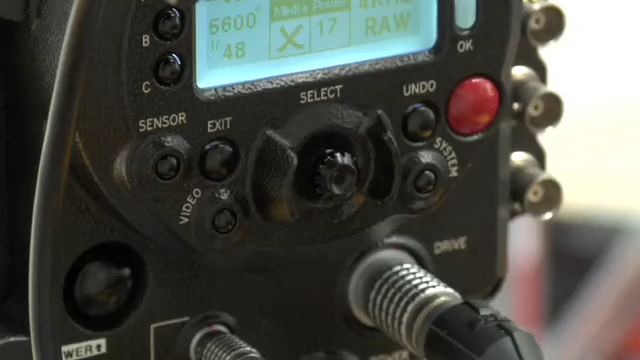 5600°
Media Power
1/48
17
RAW
B
OK
C
SELECT
UNDO
SENSOR
EXIT
SYSTEM
VIDEO
DRIVE
WER↑